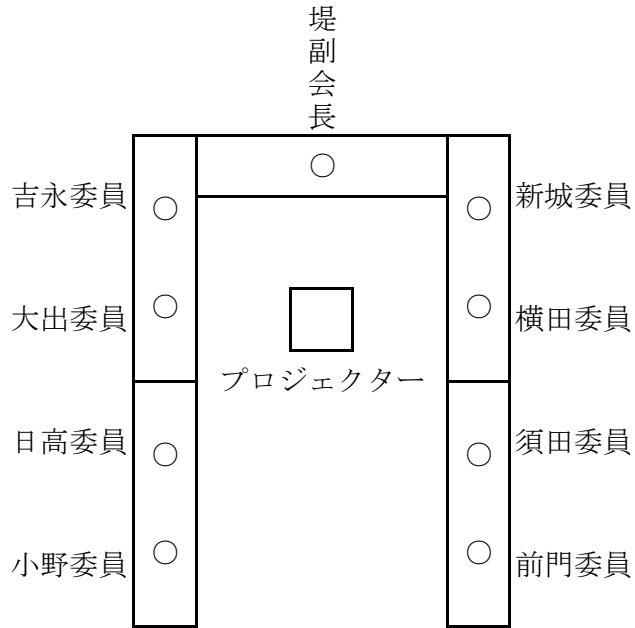 堤副会長
吉永委員
新城委員
大出委員
横田委員
プロジェクター
日高委員
須田委員
小野委員
前門委員